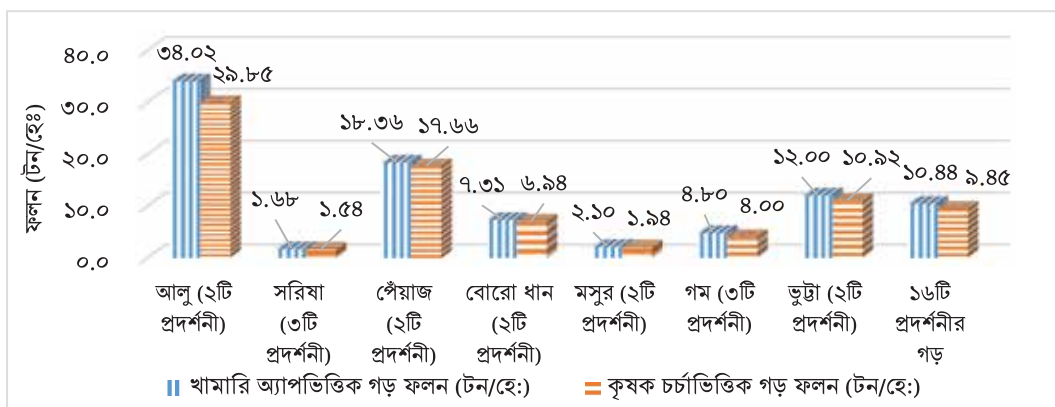 ৪০.০
৩০.০
২০.০
১০.০
০.০
ফলন (টন/হেঃ)
৩৪.০২
২৯.৮৫
১.৬৮
১.৫৪
১৮.৩৬
১৭.৬৬
৭.৩১
৬.৯৪
২.১০
১.৯৪
৪.৮০
৪.০০
১২.০০
১০.৯২
১০.৪৪
৯.৪৫
আলু (২টি
প্রদর্শনী)
সরিষা
(৩টি
প্রদর্শনী)
পেঁয়াজ
(২টি
প্রদর্শনী)
বোরো ধান
(২টি
প্রদর্শনী)
মসুর (২টি
প্রদর্শনী)
গম (৩টি
প্রদর্শনী)
ভুট্টা (২টি
প্রদর্শনী)
১৬টি
প্রদর্শনীর
গড়
খামারি অ্যাপভিত্তিক গড় ফলন (টন/হে:)
কৃষক চর্চাভিত্তিক গড় ফলন (টন/হে:)